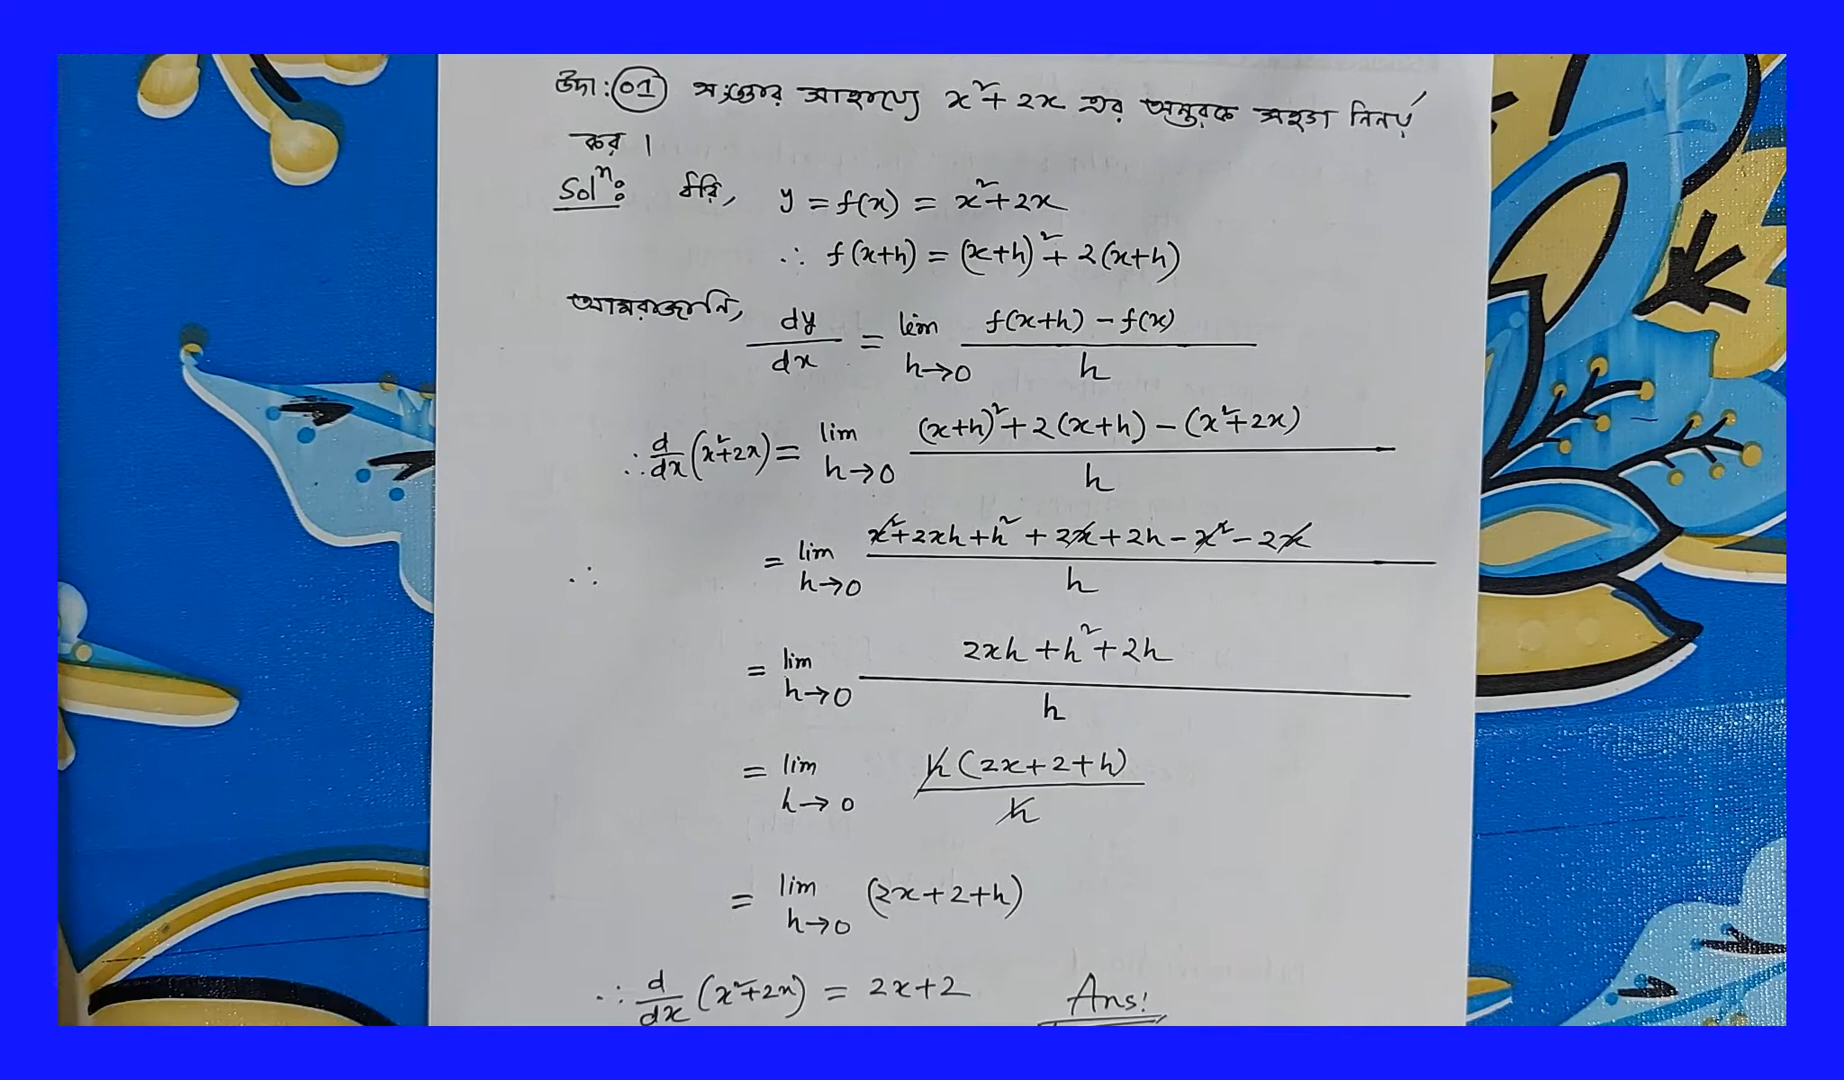 উদা: 01 সংজ্ঞার সাহায্যে x² + 2x এর অন্তরক সহগ নির্ণয়
কর।
Solⁿ: ধরি, y = f(x) = x² + 2x
∴ f(x+h) = (x+h)² + 2(x+h)
আমরা জানি, dy/dx = lim h→0 f(x+h) - f(x) / h
∴ d/dx (x²+2x) = lim h→0 (x+h)² + 2(x+h) - (x²+2x) / h
∴ = lim h→0 x² + 2xh + h² + 2x + 2h - x² - 2x / h
= lim h→0 2xh + h² + 2h / h
= lim h→0 h(2x+2+h) / h
= lim h→0 (2x+2+h)
∴ d/dx (x²+2x) = 2x+2 Ans: